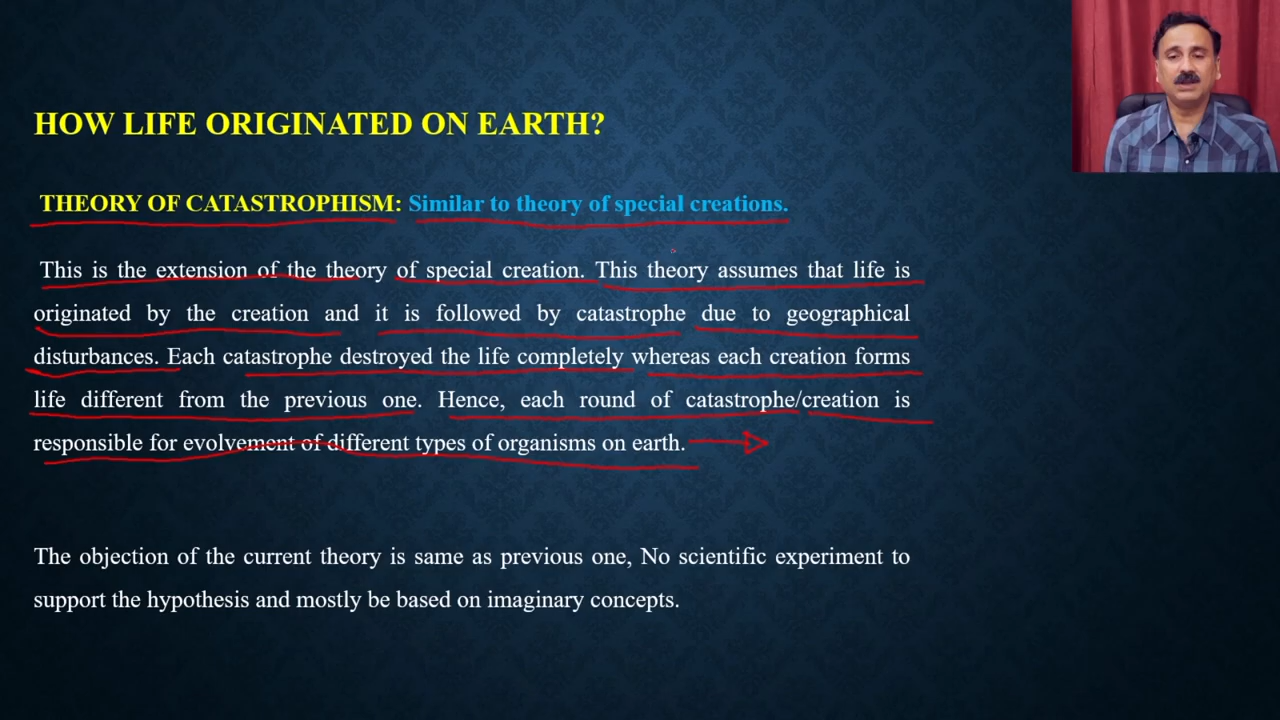 HOW LIFE ORIGINATED ON EARTH?
THEORY OF CATASTROPHISM: Similar to theory of special creations.
This is the extension of the theory of special creation. This theory assumes that life is
originated by the creation and it is followed by catastrophe due to geographical
disturbances. Each catastrophe destroyed the life completely whereas each creation forms
life different from the previous one. Hence, each round of catastrophe/creation is
responsible for evolvement of different types of organisms on earth.
The objection of the current theory is same as previous one, No scientific experiment to
support the hypothesis and mostly be based on imaginary concepts.